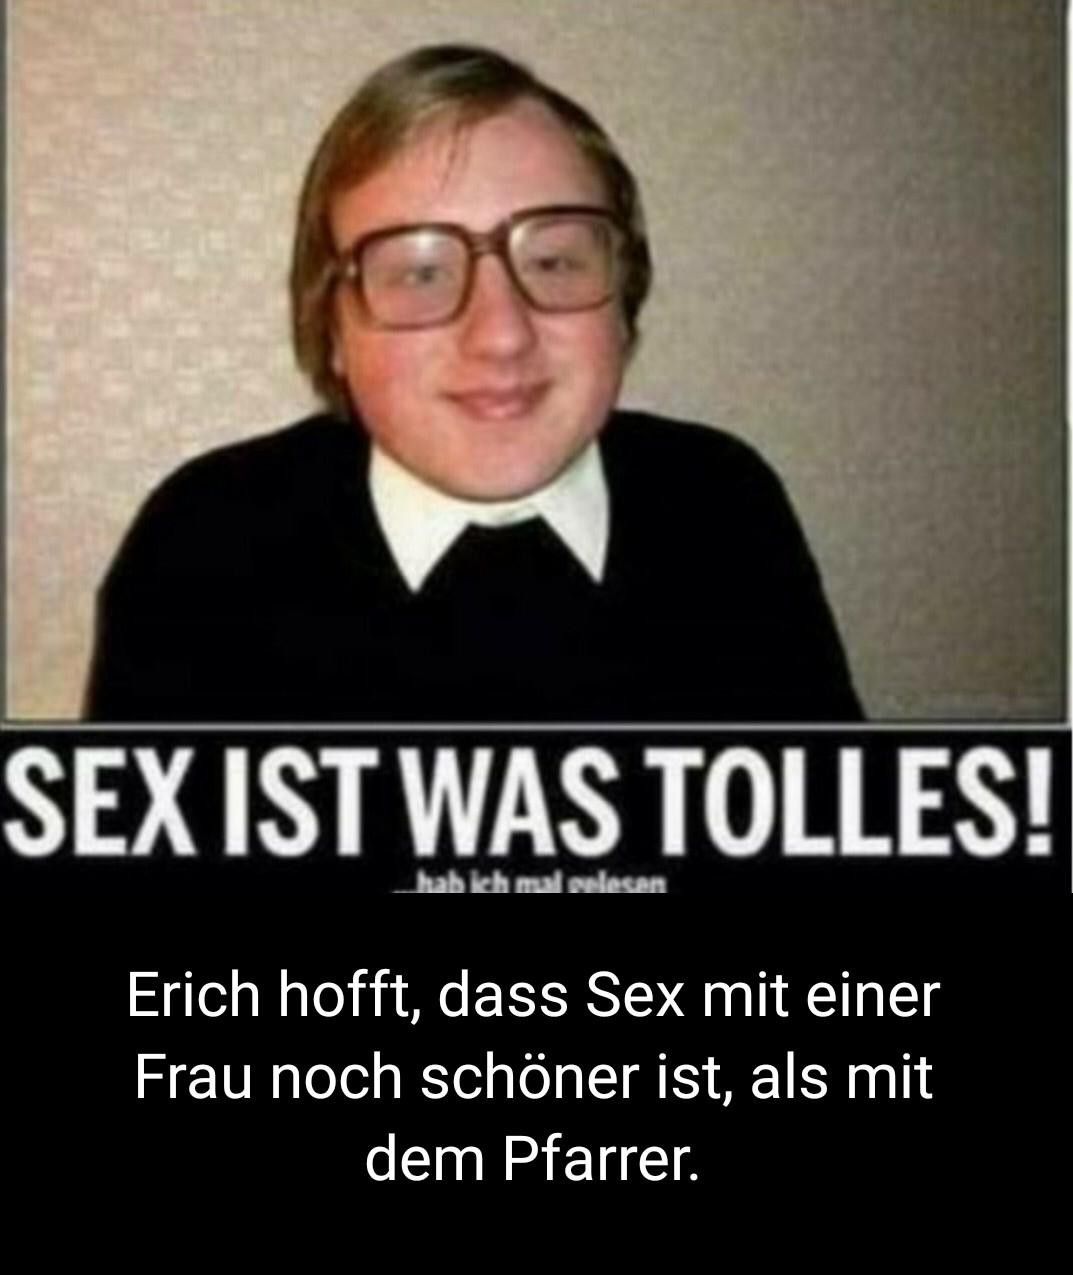 SEX IST WAS TOLLES!
...hab ich mal gelesen
Erich hofft, dass Sex mit einer
Frau noch schöner ist, als mit
dem Pfarrer.